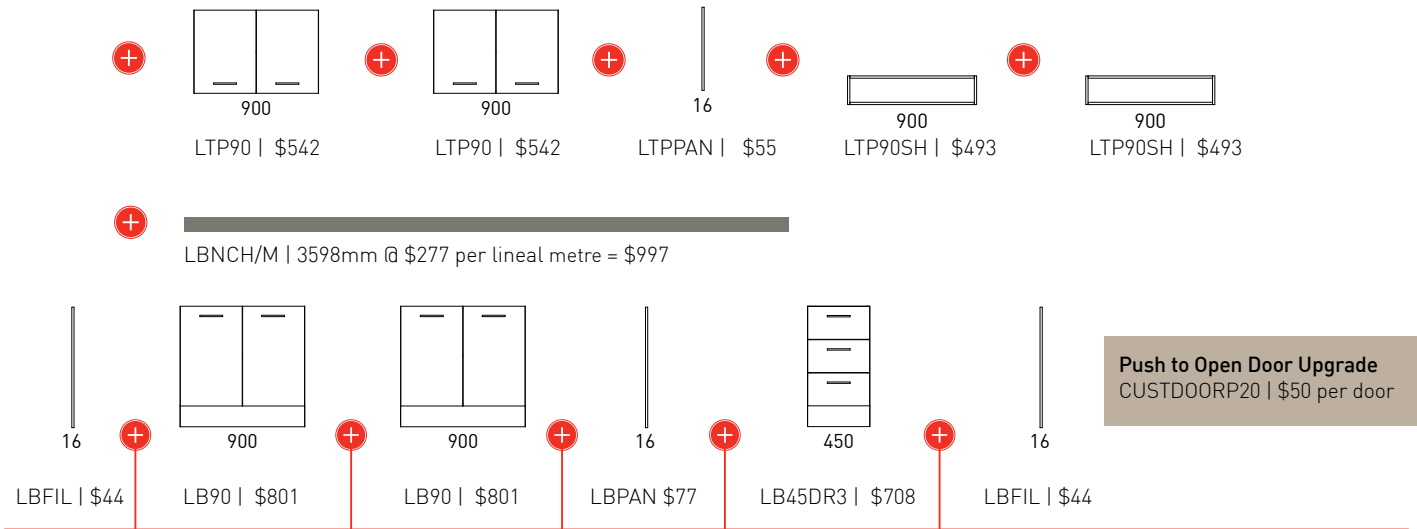 900
900
16
900
900
LTP90 | $542
LTP90 | $542
LTPPAN | $55
LTP90SH | $493
LTP90SH | $493
LBNCH/M | 3598mm @ $277 per lineal metre = $997
Push to Open Door Upgrade
CUSTDOORP20 | $50 per door
16
900
900
16
450
16
LBFIL | $44
LB90 | $801
LB90 | $801
LBPAN $77
LB45DR3 | $708
LBFIL | $44